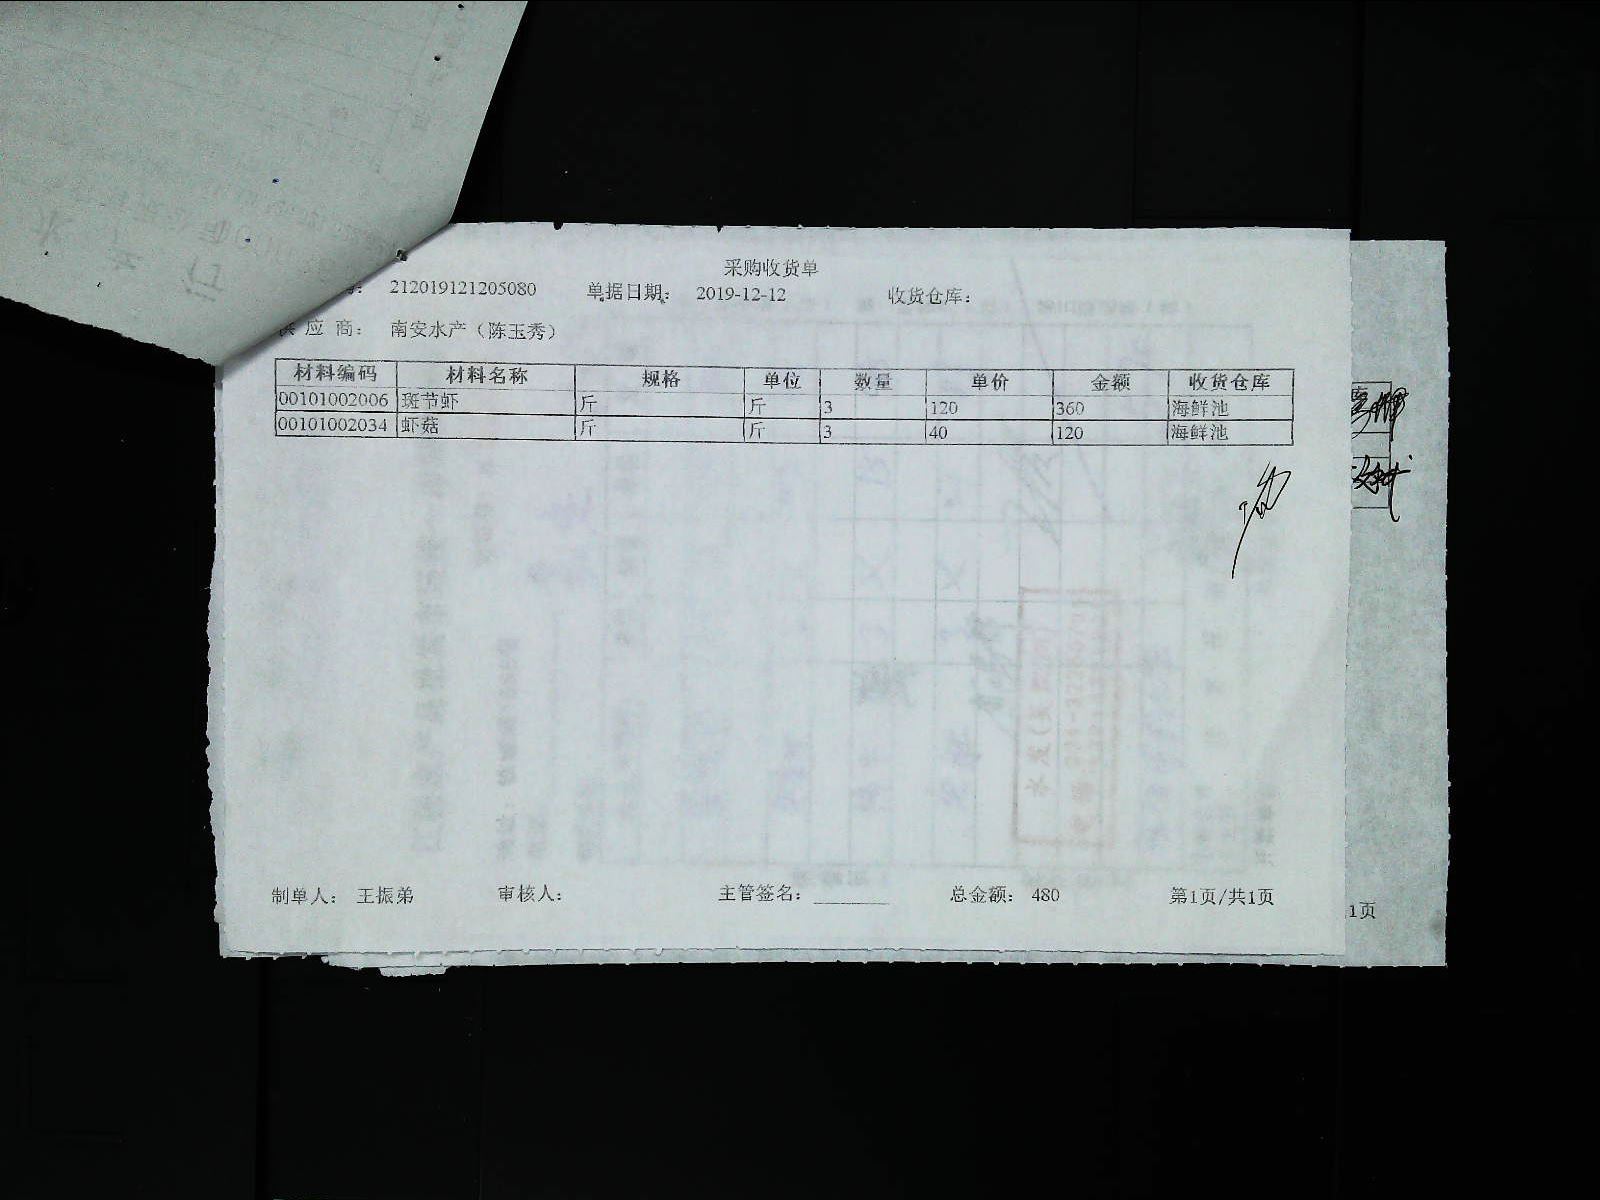 采购收货单
212019121205080 单据日期: 2019-12-12 收货仓库:
应 商: 南安水产（陈玉秀）
材料编码 材料名称 规格 单位 数量 单价 金额 收货仓库
00101002006 斑节虾 斤 斤 3 120 360 海鲜池
00101002034 虾菇 斤 斤 3 40 120 海鲜池
制单人: 王振弟 审核人: 主管签名: 总金额: 480 第1页/共1页
1页